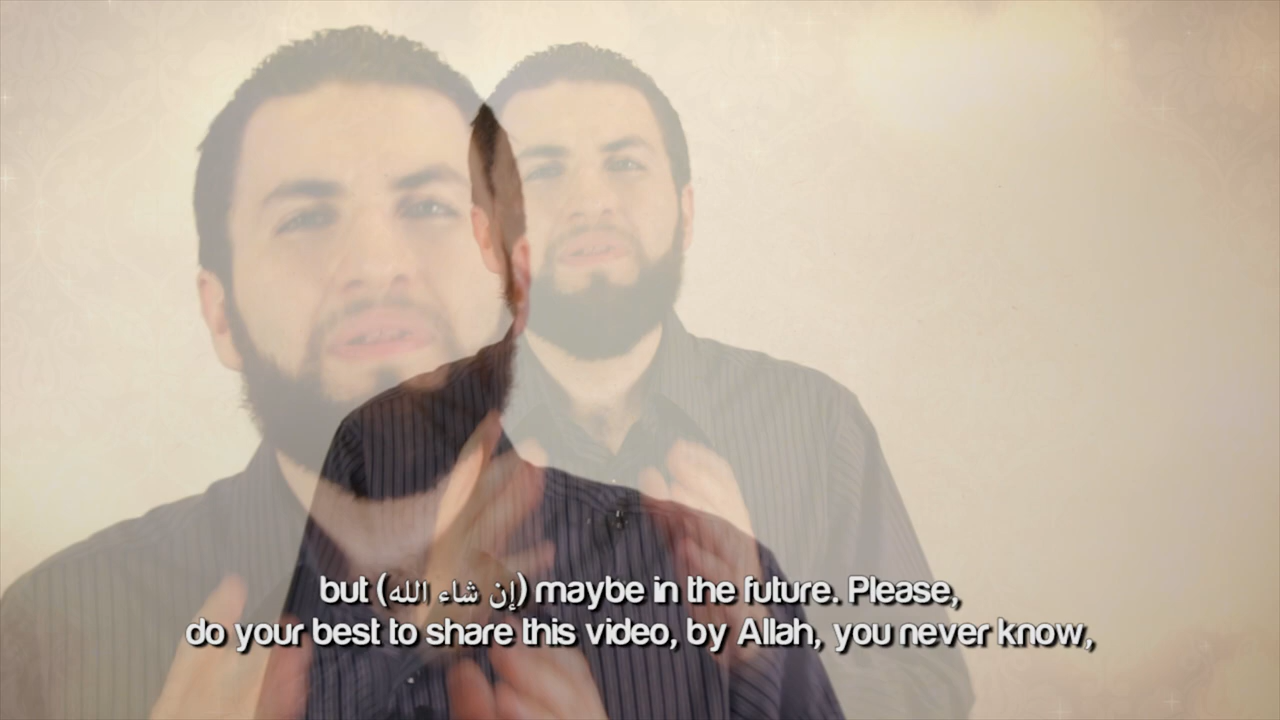 but (إن شاء الله) maybe in the future. Please,
do your best to share this video, by Allah, you never know,